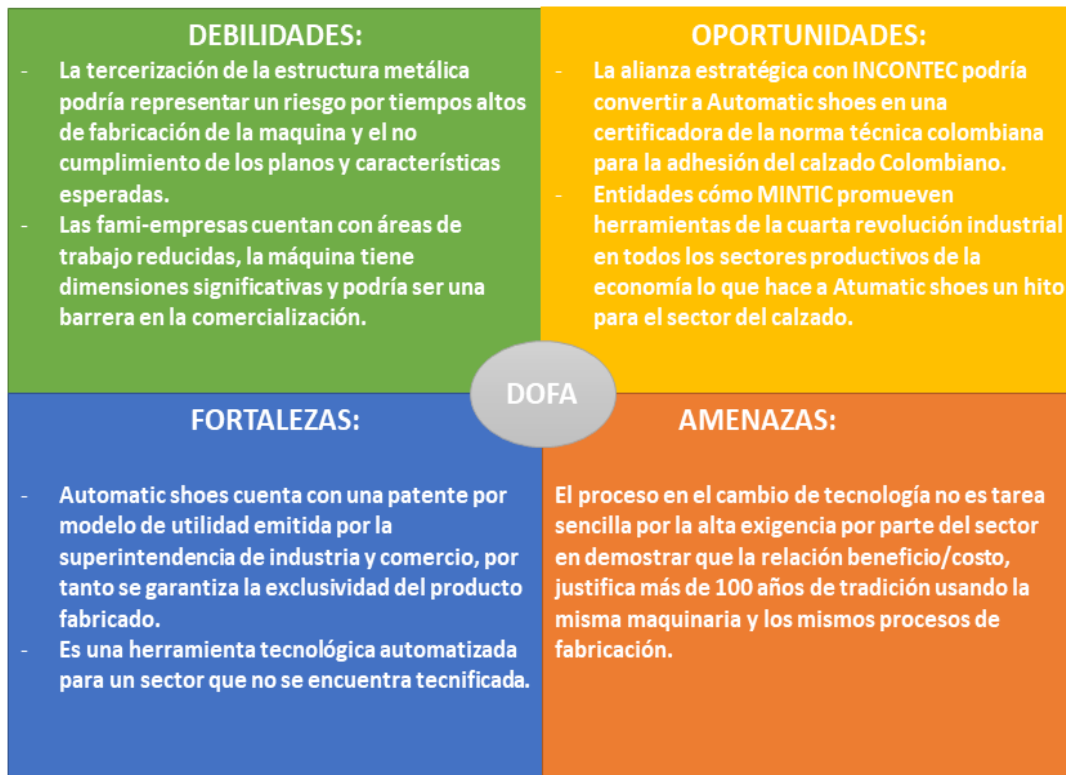 DEBILIDADES:
- La tercerización de la estructura metálica
podría representar un riesgo por tiempos altos
de fabricación de la maquina y el no
cumplimiento de los planos y características
esperadas.
- Las fami-empresas cuentan con áreas de
trabajo reducidas, la máquina tiene
dimensiones significativas y podría ser una
barrera en la comercialización.
OPORTUNIDADES:
- La alianza estratégica con INCONTEC podría
convertir a Automatic shoes en una
certificadora de la norma técnica colombiana
para la adhesión del calzado Colombiano.
- Entidades cómo MINTIC promueven
herramientas de la cuarta revolución industrial
en todos los sectores productivos de la
economía lo que hace a Atumatic shoes un hito
para el sector del calzado.
DOFA
FORTALEZAS:
- Automatic shoes cuenta con una patente por
modelo de utilidad emitida por la
superintendencia de industria y comercio, por
tanto se garantiza la exclusividad del producto
fabricado.
- Es una herramienta tecnológica automatizada
para un sector que no se encuentra tecnificada.
AMENAZAS:
El proceso en el cambio de tecnología no es tarea
sencilla por la alta exigencia por parte del sector
en demostrar que la relación beneficio/costo,
justifica más de 100 años de tradición usando la
misma maquinaria y los mismos procesos de
fabricación.